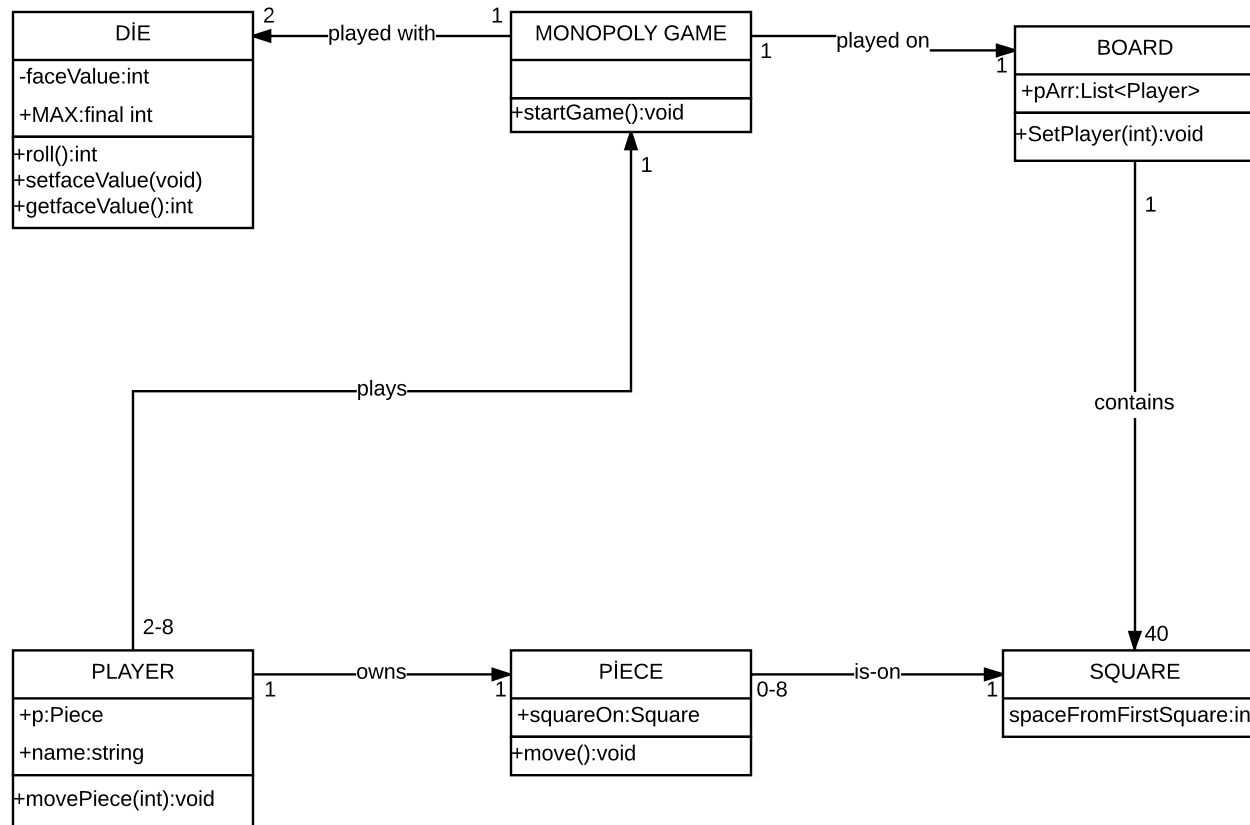 DİE
-faceValue:int
+MAX:final int
+roll():int
+setfaceValue(void)
+getfaceValue():int
2
played with
1
MONOPOLY GAME
+startGame():void
1
played on
1
BOARD
+pArr:List<Player>
+SetPlayer(int):void
1
1
plays
contains
2-8
40
PLAYER
+p:Piece
+name:string
+movePiece(int):void
1
owns
1
PİECE
+squareOn:Square
+move():void
0-8
is-on
1
SQUARE
spaceFromFirstSquare:in